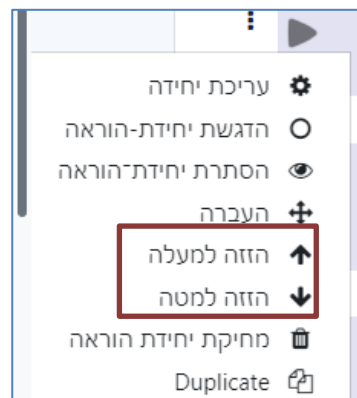 עריכת יחידה
הדגשת יחידת-הוראה
הסתרת יחידת־הוראה
העברה
הזזה למעלה
הזזה למטה
מחיקת יחידת הוראה
Duplicate